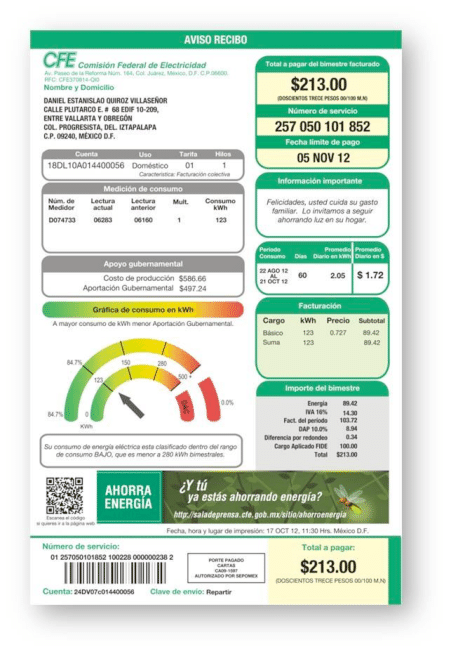 AVISO RECIBO
CFE Comisión Federal de Electricidad
Av. Paseo de la Reforma Núm. 164, Col. Juárez, México, D.F. C.P. 06600.
RFC: CFE370814-QI0
Nombre y Domicilio
DANIEL ESTANISLAO QUIROZ VILLASEÑOR
CALLE PLUTARCO E. # 68 EDIF 10-209,
ENTRE VALLARTA Y OBREGÓN
COL. PROGRESISTA, DEL. IZTAPALAPA
C.P. 09240, MÉXICO D.F.
Total a pagar del bimestre facturado
$213.00
(DOSCIENTOS TRECE PESOS 00/100 M.N)
Número de servicio
257 050 101 852
Fecha límite de pago
05 NOV 12
Cuenta Uso Tarifa Hilos
18DL10A014400056 Doméstico 01 1
Característica: Facturación colectiva
Medición de consumo
Núm. de Medidor Lectura actual Lectura anterior Mult. Consumo kWh
D074733 06283 06160 1 123
Información importante
Felicidades, usted cuida su gasto
familiar. Lo invitamos a seguir
ahorrando luz en su hogar.
Apoyo gubernamental
Costo de producción $586.66
Aportación Gubernamental $497.24
Periodo Consumo Días Promedio Diario en kWh Promedio Diario en $
22 AGO 12 AL 21 OCT 12 60 2.05 $ 1.72
Gráfica de consumo en kWh
A mayor consumo de kWh menor Aportación Gubernamental.
84.7% 150 280
123 500 +
84.7% 0 DAC 0.0%
KWh
Su consumo de energía eléctrica esta clasificado dentro del rango
de consumo BAJO, que es menor a 280 kWh bimestrales.
Facturación
Cargo kWh Precio Subtotal
Básico 123 0.727 89.42
Suma 123 89.42
Importe del bimestre
Energía 89.42
IVA 16% 14.30
Fact. del periodo 103.72
DAP 10.0% 8.94
Diferencia por redondeo 0.34
Cargo Aplicado FIDE 100.00
Total $213.00
Escanea el código
si quieres ir a la página web
AHORRA
ENERGÍA
¿Y tú
ya estás ahorrando energía?
http://saladeprensa.cfe.gob.mx/sitio/ahorroenergia
Fecha, hora y lugar de impresión: 17 OCT 12, 11:30 Hrs. México D.F.
Número de servicio:
01 257050101852 100228 000000238 2
PORTE PAGADO
CARTAS
CA09-1597
AUTORIZADO POR SEPOMEX
Total a pagar:
$213.00
(DOSCIENTOS TRECE PESOS 00/100 M.N)
Cuenta: 24DV07c014400056 Clave de envío: Repartir